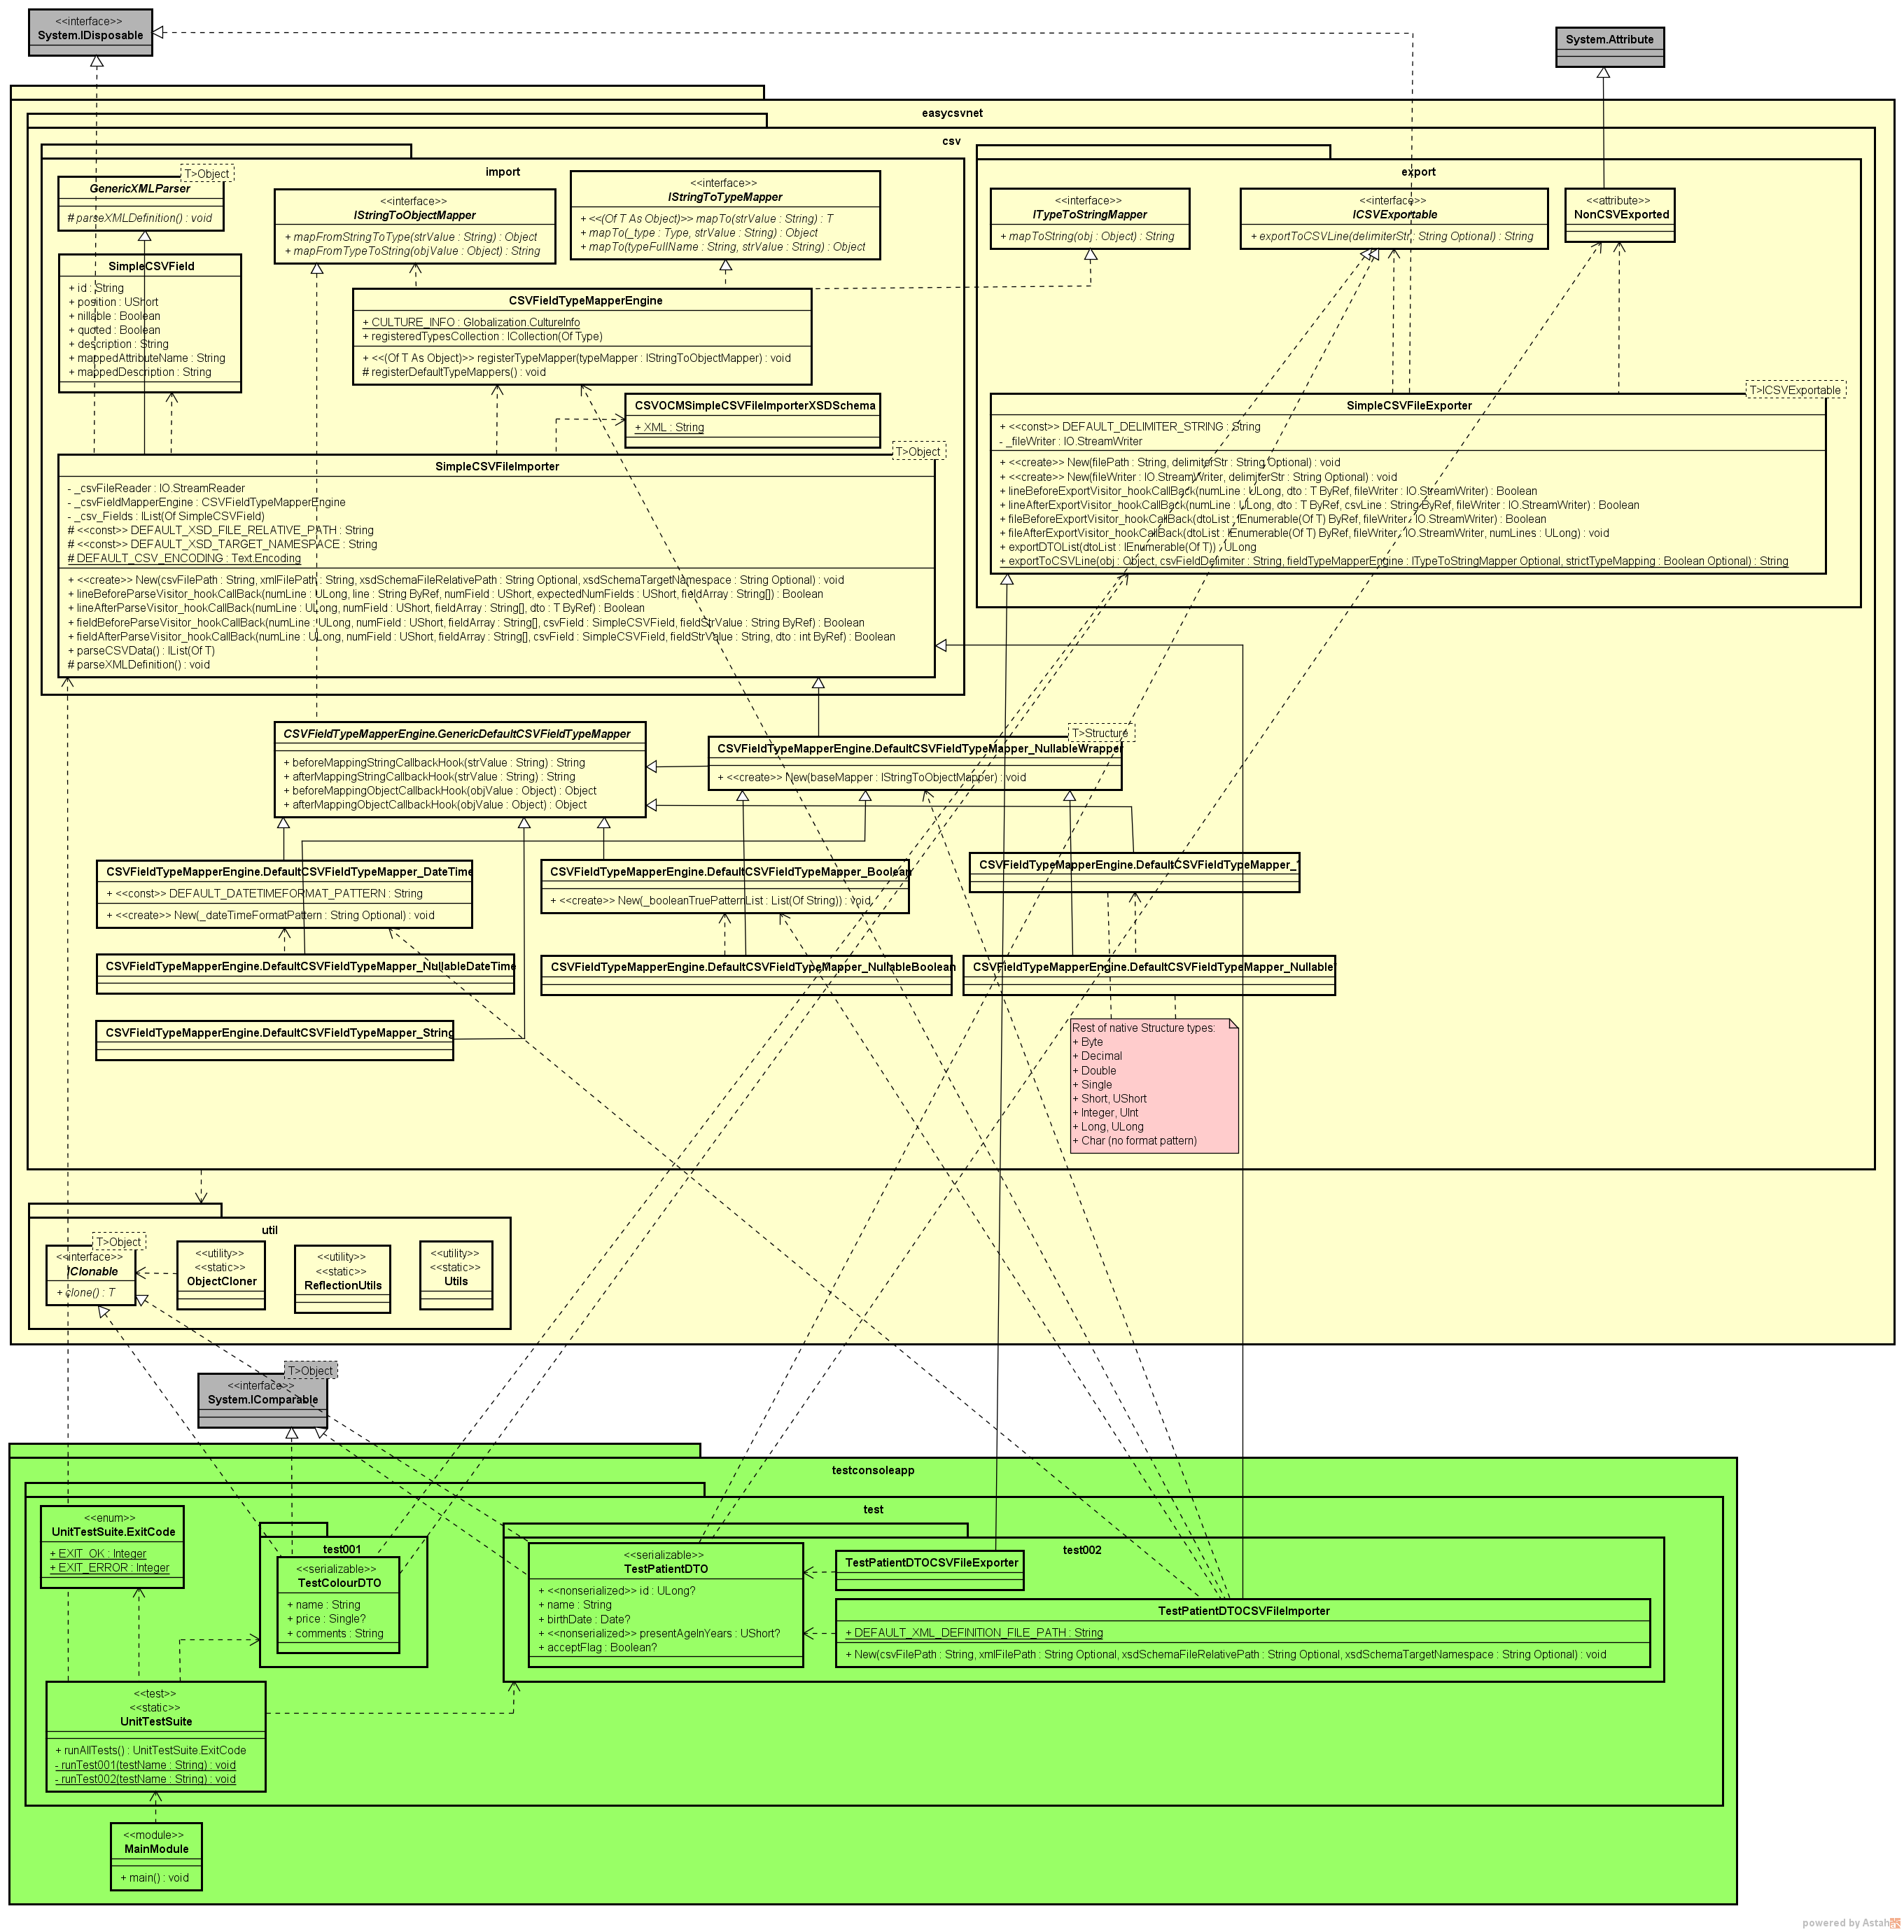 <<interface>>
System.IDisposable
System.Attribute
easycsvnet
csv
import
T>Object
GenericXMLParser
# parseXMLDefinition() : void
<<interface>>
IStringToObjectMapper
+ mapFromStringToType(strValue : String) : Object
+ mapFromTypeToString(objValue : Object) : String
<<interface>>
IStringToTypeMapper
+ <<(Of T As Object)>> mapTo(strValue : String) : T
+ mapTo(_type : Type, strValue : String) : Object
+ mapTo(typeFullName : String, strValue : String) : Object
SimpleCSVField
+ id : String
+ position : UShort
+ nillable : Boolean
+ quoted : Boolean
+ description : String
+ mappedAttributeName : String
+ mappedDescription : String
CSVFieldTypeMapperEngine
+ CULTURE_INFO : Globalization.CultureInfo
+ registeredTypesCollection : ICollection(Of Type)
+ <<(Of T As Object)>> registerTypeMapper(typeMapper : IStringToObjectMapper) : void
# registerDefaultTypeMappers() : void
CSVOCMSimpleCSVFileImporterXSDSchema
+ XML : String
T>Object
SimpleCSVFileImporter
- _csvFileReader : IO.StreamReader
- _csvFieldMapperEngine : CSVFieldTypeMapperEngine
- _csv_Fields : IList(Of SimpleCSVField)
# <<const>> DEFAULT_XSD_FILE_RELATIVE_PATH : String
# <<const>> DEFAULT_XSD_TARGET_NAMESPACE : String
# DEFAULT_CSV_ENCODING : Text.Encoding
+ <<create>> New(csvFilePath : String, xmlFilePath : String, xsdSchemaFileRelativePath : String Optional, xsdSchemaTargetNamespace : String Optional) : void
+ lineBeforeParseVisitor_hookCallBack(numLine : ULong, line : String ByRef, numField : UShort, expectedNumFields : UShort, fieldArray : String[]) : Boolean
+ lineAfterParseVisitor_hookCallBack(numLine : ULong, numField : UShort, fieldArray : String[], dto : T ByRef) : Boolean
+ fieldBeforeParseVisitor_hookCallBack(numLine : ULong, numField : UShort, fieldArray : String[], csvField : SimpleCSVField, fieldStrValue : String ByRef) : Boolean
+ fieldAfterParseVisitor_hookCallBack(numLine : ULong, numField : UShort, fieldArray : String[], csvField : SimpleCSVField, fieldStrValue : String, dto : int ByRef) : Boolean
+ parseCSVData() : IList(Of T)
# parseXMLDefinition() : void
export
<<interface>>
ITypeToStringMapper
+ mapToString(obj : Object) : String
<<interface>>
ICSVExportable
+ exportToCSVLine(delimiterStr : String Optional) : String
<<attribute>>
NonCSVExported
T>ICSVExportable
SimpleCSVFileExporter
+ <<const>> DEFAULT_DELIMITER_STRING : String
- _fileWriter : IO.StreamWriter
+ <<create>> New(filePath : String, delimiterStr : String Optional) : void
+ <<create>> New(fileWriter : IO.StreamWriter, delimiterStr : String Optional) : void
+ lineBeforeExportVisitor_hookCallBack(numLine : ULong, dto : T ByRef, fileWriter : IO.StreamWriter) : Boolean
+ lineAfterExportVisitor_hookCallBack(numLine : ULong, dto : T ByRef, csvLine : String ByRef, fileWriter : IO.StreamWriter) : Boolean
+ fileBeforeExportVisitor_hookCallBack(dtoList : IEnumerable(Of T) ByRef, fileWriter : IO.StreamWriter) : Boolean
+ fileAfterExportVisitor_hookCallBack(dtoList : IEnumerable(Of T) ByRef, fileWriter : IO.StreamWriter, numLines : ULong) : void
+ exportDTOList(dtoList : IEnumerable(Of T)) : ULong
+ exportToCSVLine(obj : Object, csvFieldDelimiter : String, fieldTypeMapperEngine : ITypeToStringMapper Optional, strictTypeMapping : Boolean Optional) : String
CSVFieldTypeMapperEngine.GenericDefaultCSVFieldTypeMapper
+ beforeMappingStringCallbackHook(strValue : String) : String
+ afterMappingStringCallbackHook(strValue : String) : String
+ beforeMappingObjectCallbackHook(objValue : Object) : Object
+ afterMappingObjectCallbackHook(objValue : Object) : Object
T>Structure
CSVFieldTypeMapperEngine.DefaultCSVFieldTypeMapper_NullableWrapper
+ <<create>> New(baseMapper : IStringToObjectMapper) : void
CSVFieldTypeMapperEngine.DefaultCSVFieldTypeMapper_DateTime
+ <<const>> DEFAULT_DATETIMEFORMAT_PATTERN : String
+ <<create>> New(_dateTimeFormatPattern : String Optional) : void
CSVFieldTypeMapperEngine.DefaultCSVFieldTypeMapper_Boolean
+ <<create>> New(_booleanTruePatternList : List(Of String)) : void
CSVFieldTypeMapperEngine.DefaultCSVFieldTypeMapper_
CSVFieldTypeMapperEngine.DefaultCSVFieldTypeMapper_NullableDateTime
CSVFieldTypeMapperEngine.DefaultCSVFieldTypeMapper_NullableBoolean
CSVFieldTypeMapperEngine.DefaultCSVFieldTypeMapper_Nullable
CSVFieldTypeMapperEngine.DefaultCSVFieldTypeMapper_String
Rest of native Structure types:
+ Byte
+ Decimal
+ Double
+ Single
+ Short, UShort
+ Integer, UInt
+ Long, ULong
+ Char (no format pattern)
util
T>Object
<<interface>>
IClonable
+ clone() : T
<<utility>>
<<static>>
ObjectCloner
<<utility>>
<<static>>
ReflectionUtils
<<utility>>
<<static>>
Utils
T>Object
<<interface>>
System.IComparable
testconsoleapp
test
<<enum>>
UnitTestSuite.ExitCode
+ EXIT_OK : Integer
+ EXIT_ERROR : Integer
test001
<<serializable>>
TestColourDTO
+ name : String
+ price : Single?
+ comments : String
test002
<<serializable>>
TestPatientDTO
+ <<nonserialized>> id : ULong?
+ name : String
+ birthDate : Date?
+ <<nonserialized>> presentAgeInYears : UShort?
+ acceptFlag : Boolean?
TestPatientDTOCSVFileExporter
TestPatientDTOCSVFileImporter
+ DEFAULT_XML_DEFINITION_FILE_PATH : String
+ New(csvFilePath : String, xmlFilePath : String Optional, xsdSchemaFileRelativePath : String Optional, xsdSchemaTargetNamespace : String Optional) : void
<<test>>
<<static>>
UnitTestSuite
+ runAllTests() : UnitTestSuite.ExitCode
- runTest001(testName : String) : void
- runTest002(testName : String) : void
<<module>>
MainModule
+ main() : void
powered by Astah